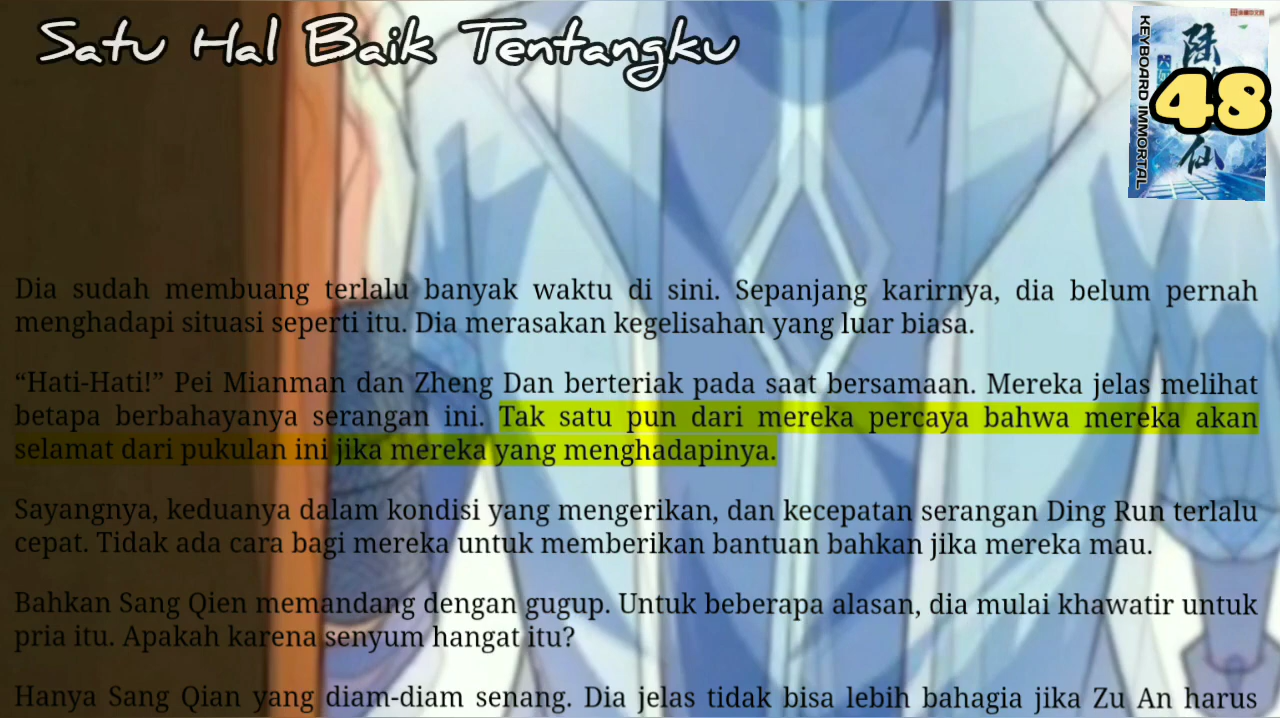 Satu Hal Baik Tentangku
KEYBOARD IMMORTAL
48
仙
Dia sudah membuang terlalu banyak waktu di sini. Sepanjang karirnya, dia belum pernah
menghadapi situasi seperti itu. Dia merasakan kegelisahan yang luar biasa.
“Hati-Hati!” Pei Mianman dan Zheng Dan berteriak pada saat bersamaan. Mereka jelas melihat
betapa berbahayanya serangan ini. Tak satu pun dari mereka percaya bahwa mereka akan
selamat dari pukulan ini jika mereka yang menghadapinya.
Sayangnya, keduanya dalam kondisi yang mengerikan, dan kecepatan serangan Ding Run terlalu
cepat. Tidak ada cara bagi mereka untuk memberikan bantuan bahkan jika mereka mau.
Bahkan Sang Qien memandang dengan gugup. Untuk beberapa alasan, dia mulai khawatir untuk
pria itu. Apakah karena senyum hangat itu?
Hanya Sang Qian yang diam-diam senang. Dia jelas tidak bisa lebih bahagia jika Zu An harus